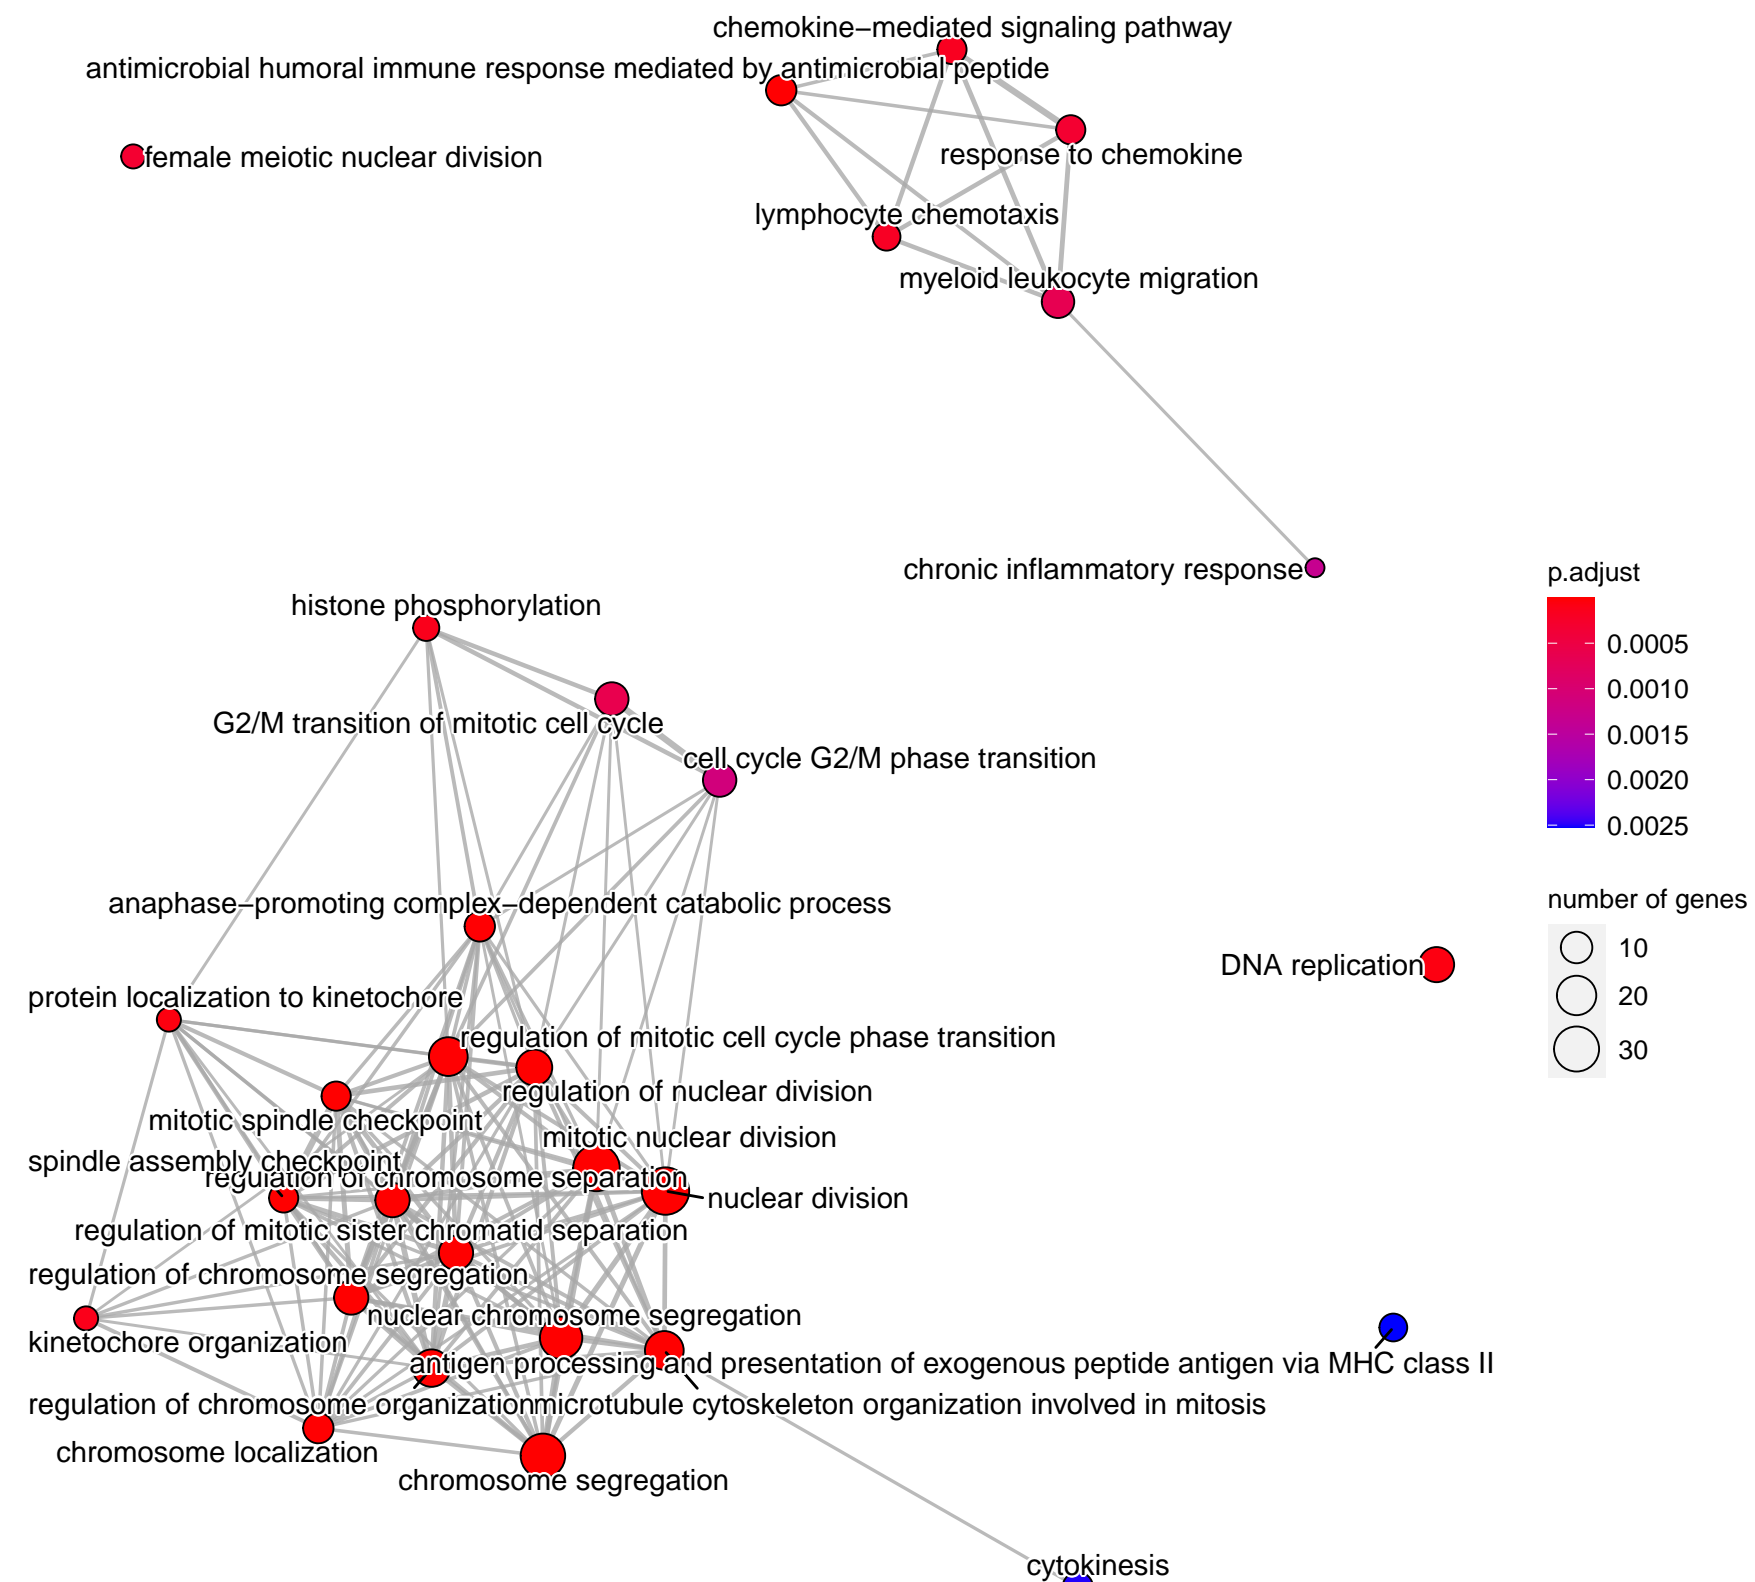 chemokine−mediated signaling pathway
antimicrobial humoral immune response mediated by antimicrobial peptide
female meiotic nuclear division
response to chemokine
lymphocyte chemotaxis
myeloid leukocyte migration
chronic inflammatory response
histone phosphorylation
G2/M transition of mitotic cell cycle
cell cycle G2/M phase transition
anaphase−promoting complex−dependent catabolic process
DNA replication
protein localization to kinetochore
regulation of mitotic cell cycle phase transition
regulation of nuclear division
mitotic spindle checkpoint
mitotic nuclear division
spindle assembly checkpoint
regulation of chromosome separation
nuclear division
regulation of mitotic sister chromatid separation
regulation of chromosome segregation
nuclear chromosome segregation
kinetochore organization
antigen processing and presentation of exogenous peptide antigen via MHC class II
regulation of chromosome organization
microtubule cytoskeleton organization involved in mitosis
chromosome localization
chromosome segregation
cytokinesis
p.adjust
0.0005
0.0010
0.0015
0.0020
0.0025
number of genes
10
20
30